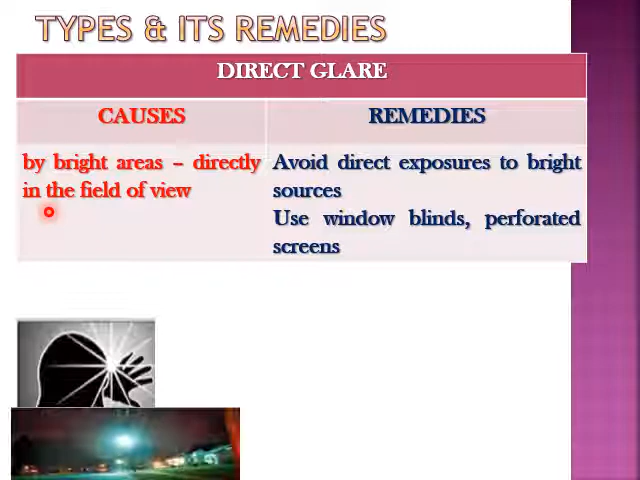 TYPES & ITS REMEDIES
DIRECT GLARE
CAUSES
REMEDIES
by bright areas – directly
in the field of view
Avoid direct exposures to bright
sources
Use window blinds, perforated
screens